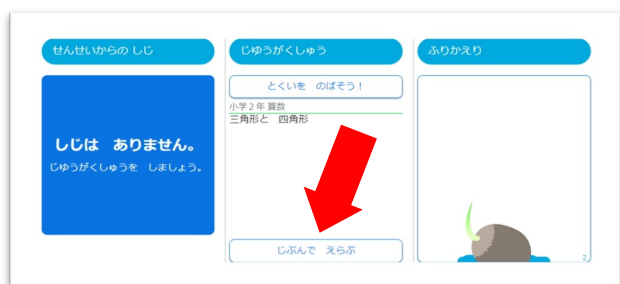 せんせいからの しじ
しじは ありません。
じゆうがくしゅうを しましょう。
じゆうがくしゅう
とくいを のばそう！
小学２年 算数
三角形と 四角形
じぶんで えらぶ
ふりかえり
2